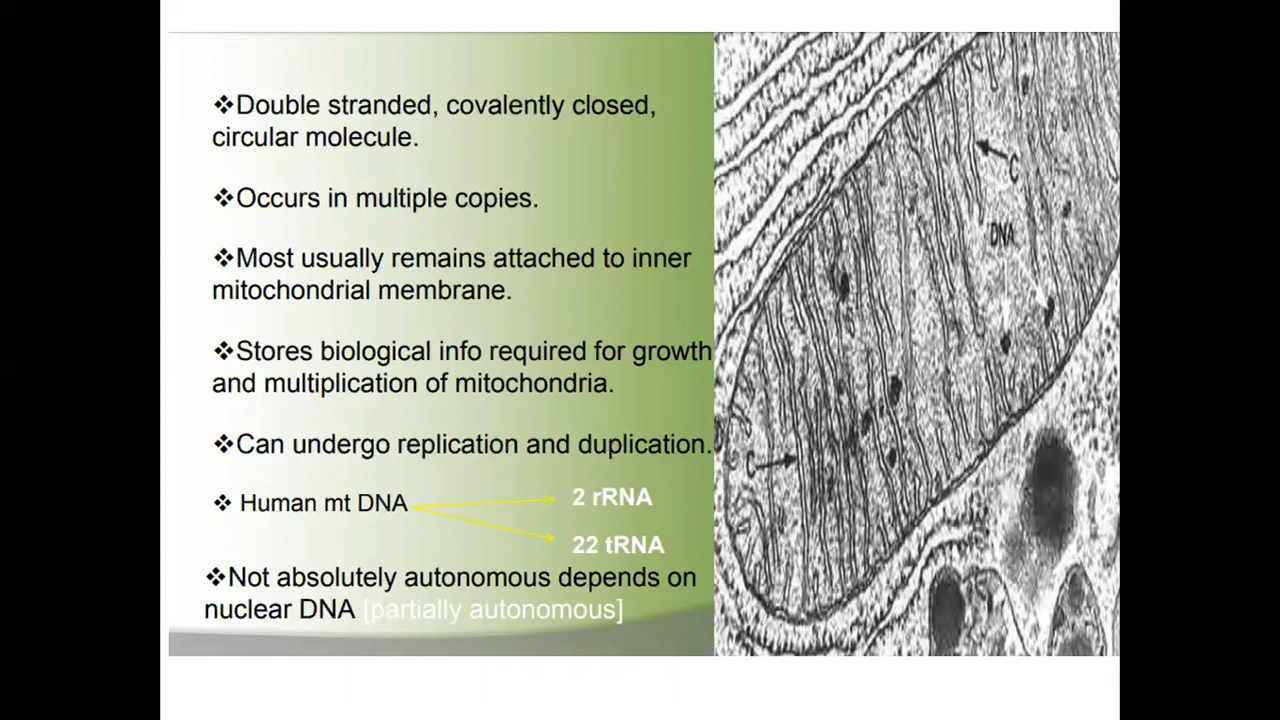 ❖Double stranded, covalently closed,
circular molecule.
❖Occurs in multiple copies.
❖Most usually remains attached to inner
mitochondrial membrane.
❖Stores biological info required for growth
and multiplication of mitochondria.
❖Can undergo replication and duplication.
❖ Human mt DNA
2 rRNA
22 tRNA
❖Not absolutely autonomous depends on
nuclear DNA [partially autonomous]
C
DNA
C